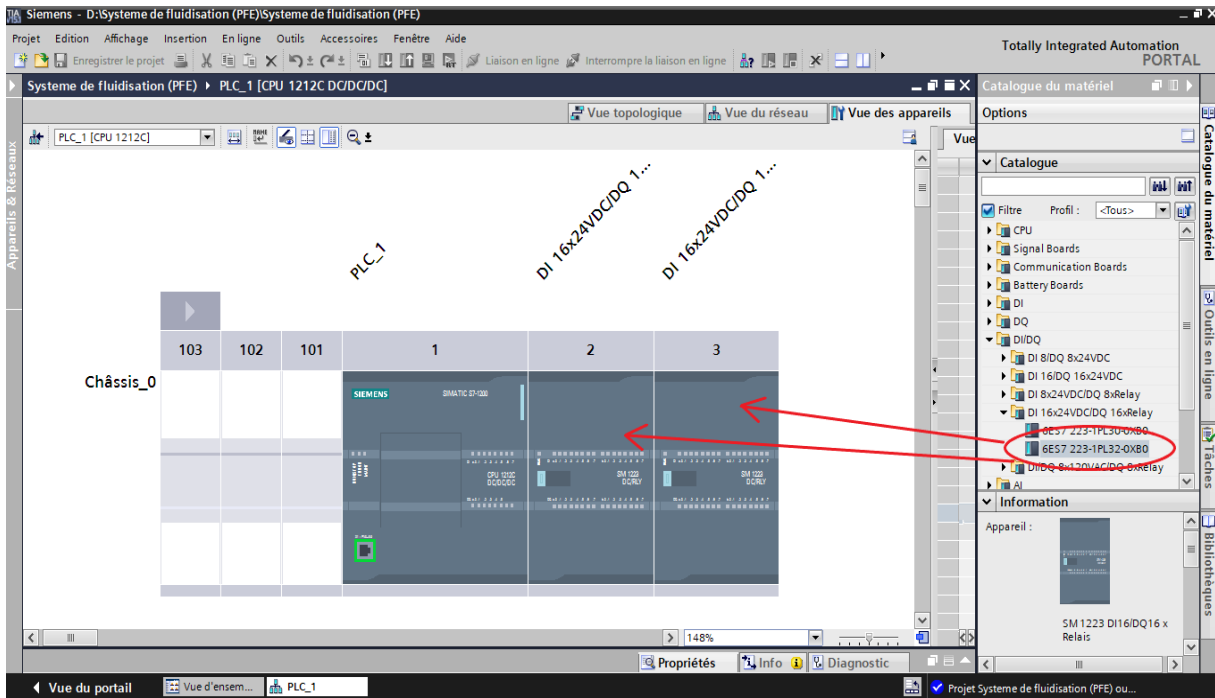 Siemens - D:\Systeme de fluidisation (PFE)\Systeme de fluidisation (PFE)
Projet Edition Affichage Insertion En ligne Outils Accessoires Fenêtre Aide
Enregistrer le projet Liaison en ligne Interrompre la liaison en ligne
Totally Integrated Automation
PORTAL
Systeme de fluidisation (PFE) PLC_1 [CPU 1212C DC/DC/DC]
Vue topologique Vue du réseau Vue des appareils
PLC_1 [CPU 1212C]
Vue
Appareils & Réseaux
PLC_1
DI 16x24VDC/DQ 1...
DI 16x24VDC/DQ 1...
103 102 101 1 2 3
Châssis_0
SIEMENS SIMATIC S7-1200
CPU 1212C
DC/DC/DC
SM 1223
DC/RLY
SM 1223
DC/RLY
148%
Propriétés Info Diagnostic
Catalogue du matériel
Options
Catalogue
Filtre Profil : <Tous>
CPU
Signal Boards
Communication Boards
Battery Boards
DI
DQ
DI/DQ
DI 8/DQ 8x24VDC
DI 16/DQ 16x24VDC
DI 8x24VDC/DQ 8xRelay
DI 16x24VDC/DQ 16xRelay
6ES7 223-1PL30-0XB0
6ES7 223-1PL32-0XB0
DI/DQ 8x120VAC/DQ 8xRelay
AI
Information
Appareil :
SM 1223 DI16/DQ16 x
Relais
Catalogue du matériel
Outils en ligne
Tâches
Bibliothèques
Vue du portail Vue d'ensem... PLC_1
Projet Systeme de fluidisation (PFE) ou...